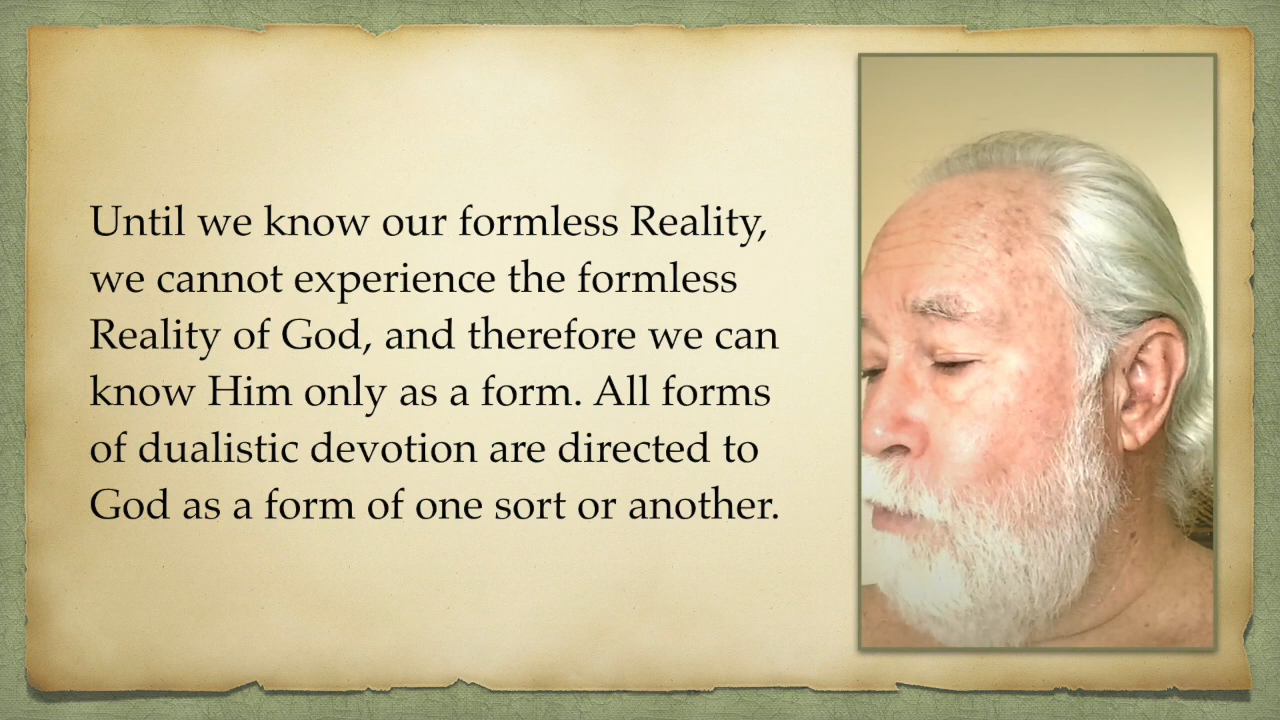 Until we know our formless Reality,
we cannot experience the formless
Reality of God, and therefore we can
know Him only as a form. All forms
of dualistic devotion are directed to
God as a form of one sort or another.